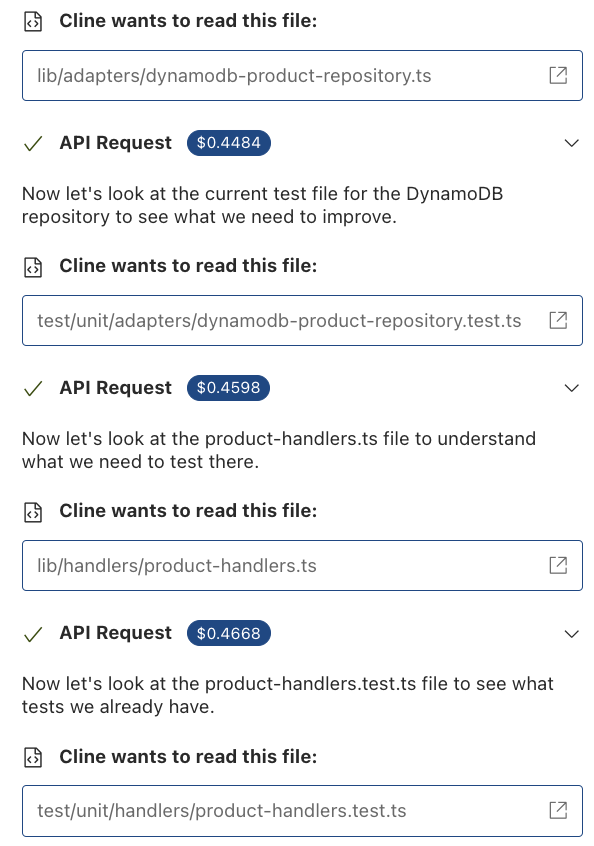 Cline wants to read this file:
lib/adapters/dynamodb-product-repository.ts
API Request $0.4484
Now let's look at the current test file for the DynamoDB
repository to see what we need to improve.
Cline wants to read this file:
test/unit/adapters/dynamodb-product-repository.test.ts
API Request $0.4598
Now let's look at the product-handlers.ts file to understand
what we need to test there.
Cline wants to read this file:
lib/handlers/product-handlers.ts
API Request $0.4668
Now let's look at the product-handlers.test.ts file to see what
tests we already have.
Cline wants to read this file:
test/unit/handlers/product-handlers.test.ts